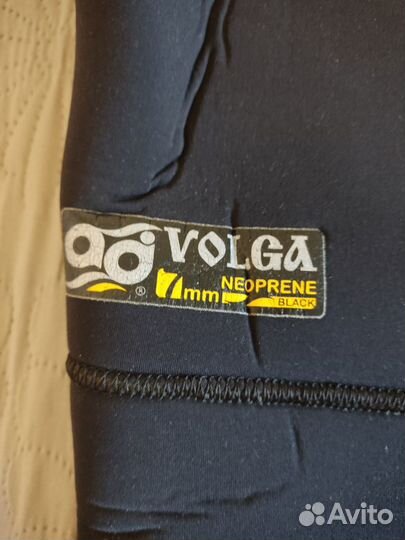 VOLGA
7mm NEOPRENE
BLACK
®
Avito